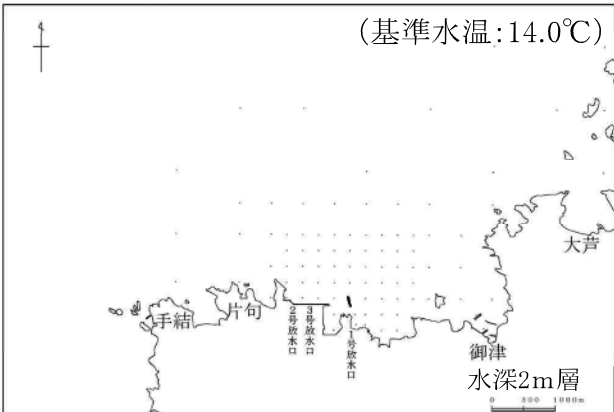 (基準水温:14.0℃)
大芦
手結
片句
2号放水口
3号放水口
1号放水口
御津
水深2m層
0 500 1000m